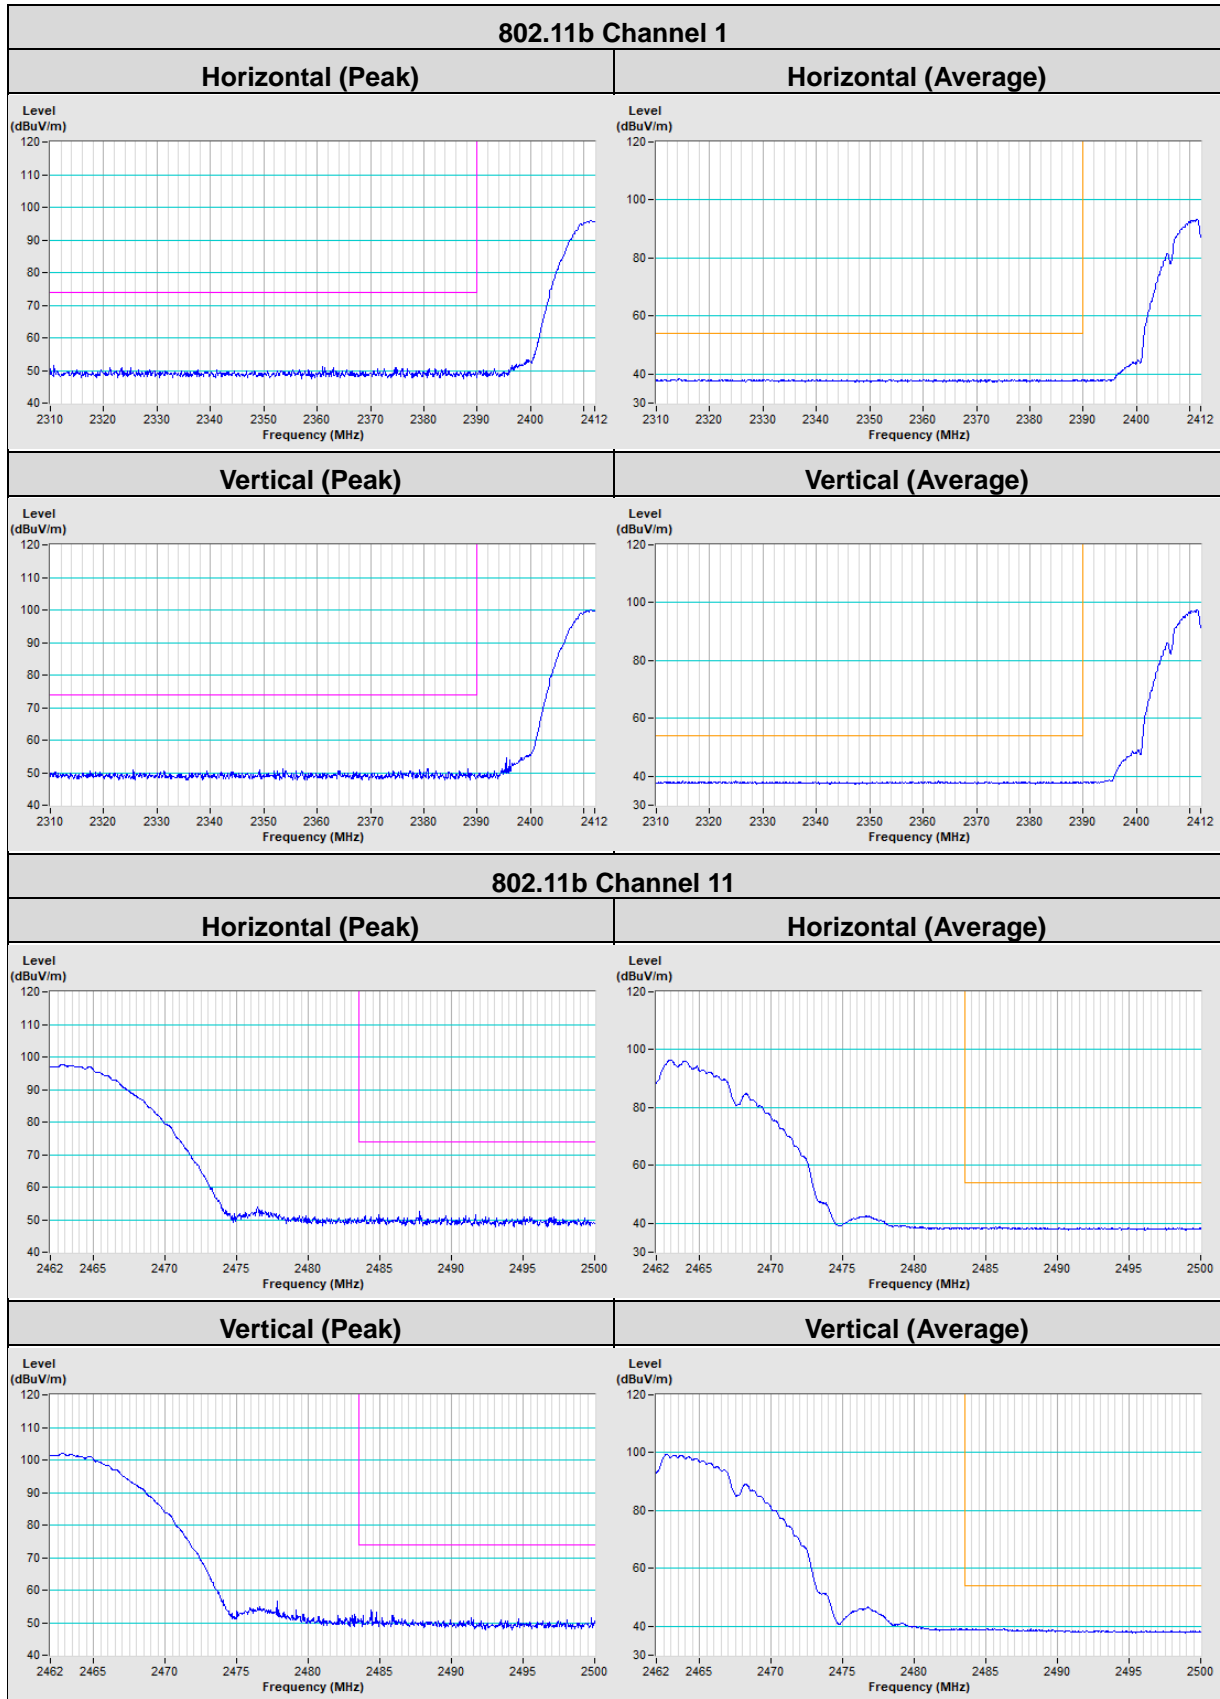 802.11b Channel 1
Horizontal (Peak)
Horizontal (Average)
Level
(dBuV/m)
120
110
100
90
80
70
60
50
40
2310 2320 2330 2340 2350 2360 2370 2380 2390 2400 2412
Frequency (MHz)
Level
(dBuV/m)
120
100
80
60
40
30
2310 2320 2330 2340 2350 2360 2370 2380 2390 2400 2412
Frequency (MHz)
Vertical (Peak)
Vertical (Average)
Level
(dBuV/m)
120
110
100
90
80
70
60
50
40
2310 2320 2330 2340 2350 2360 2370 2380 2390 2400 2412
Frequency (MHz)
Level
(dBuV/m)
120
100
80
60
40
30
2310 2320 2330 2340 2350 2360 2370 2380 2390 2400 2412
Frequency (MHz)
802.11b Channel 11
Horizontal (Peak)
Horizontal (Average)
Level
(dBuV/m)
120
110
100
90
80
70
60
50
40
2462 2465 2470 2475 2480 2485 2490 2495 2500
Frequency (MHz)
Level
(dBuV/m)
120
100
80
60
40
30
2462 2465 2470 2475 2480 2485 2490 2495 2500
Frequency (MHz)
Vertical (Peak)
Vertical (Average)
Level
(dBuV/m)
120
110
100
90
80
70
60
50
40
2462 2465 2470 2475 2480 2485 2490 2495 2500
Frequency (MHz)
Level
(dBuV/m)
120
100
80
60
40
30
2462 2465 2470 2475 2480 2485 2490 2495 2500
Frequency (MHz)